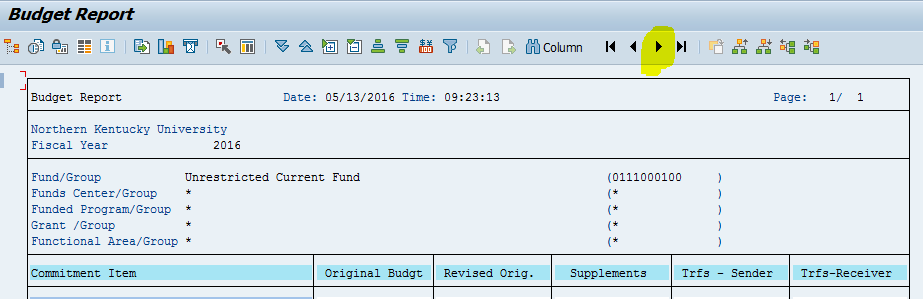 Budget Report
Column
Budget Report Date: 05/13/2016 Time: 09:23:13 Page: 1/ 1
Northern Kentucky University
Fiscal Year 2016
Fund/Group Unrestricted Current Fund (0111000100 )
Funds Center/Group * (* )
Funded Program/Group * (* )
Grant /Group * (* )
Functional Area/Group * (* )
Commitment Item Original Budgt Revised Orig. Supplements Trfs - Sender Trfs-Receiver